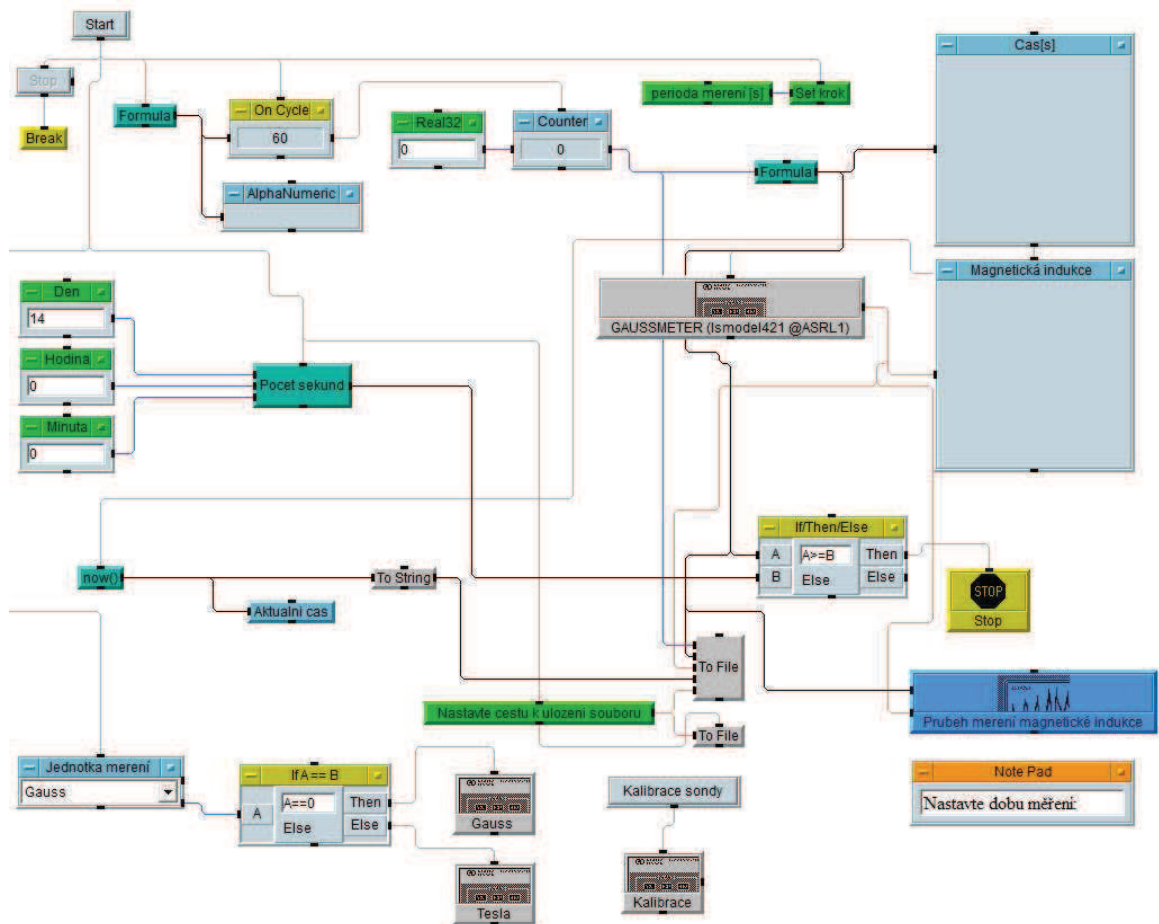 Start
Stop
Break
Formula
On Cycle
60
AlphaNumeric
Real32
0
Counter
0
perioda merení [s]
Set krok
Formula
Cas[s]
Magnetická indukce
GAUSSMETER (lsmodel421 @ASRL1)
Den
14
Hodina
0
Minuta
0
Pocet sekund
If/Then/Else
A
A>=B
Then
B
Else
Else
STOP
Stop
now()
To String
Aktualni cas
To File
Nastavte cestu k ulozeni souboru
To File
Prubeh merení magnetické indukce
Jednotka merení
Gauss
If A == B
A
A==0
Then
Else
Else
Gauss
Tesla
Kalibrace sondy
Kalibrace
Note Pad
Nastavte dobu měření: